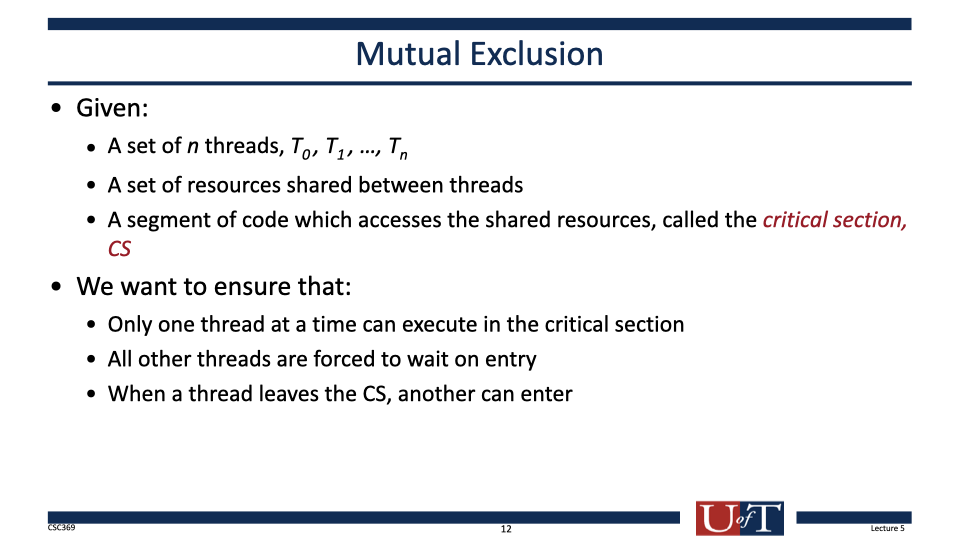 Mutual Exclusion
• Given:
• A set of n threads, T0, T1, …, Tn
• A set of resources shared between threads
• A segment of code which accesses the shared resources, called the critical section,
CS
• We want to ensure that:
• Only one thread at a time can execute in the critical section
• All other threads are forced to wait on entry
• When a thread leaves the CS, another can enter
CSC369
12
U of T
Lecture 5